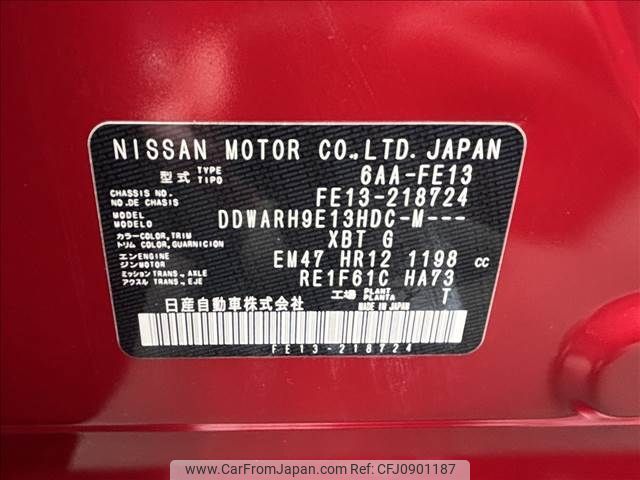 NISSAN MOTOR CO.,LTD. JAPAN
型式 TYPE TIPO 6AA-FE13
CHASSIS NO. NO.DE CHASIS FE13-218724
MODEL MODELO DDWARH9E13HDC-M---
カラー COLOR,TRIM トリム COLOR,GUARNICION XBT G
エンジン ENGINE MOTOR EM47 HR12 1198 cc
ミッション TRANS., AXLE アクスル TRANS., EJE RE1F61C HA73
工場 PLANT PLANTA T
日産自動車株式会社 MADE IN JAPAN
FE13-218724
CarFromJapan © CarFromJapan © CarFromJapan CFJ0901187